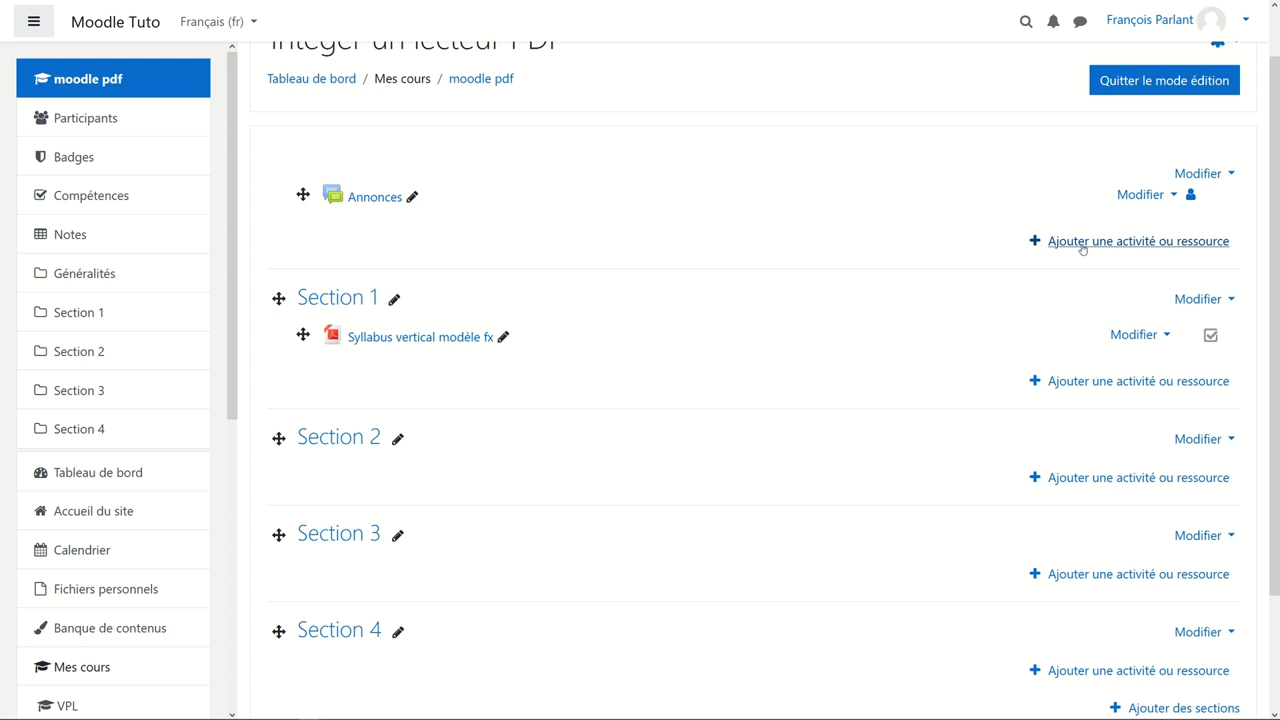 Moodle Tuto Français (fr) François Parlant
Intéger un lecteur PDF
Tableau de bord / Mes cours / moodle pdf
Quitter le mode édition
moodle pdf
Participants
Badges
Compétences
Notes
Généralités
Section 1
Section 2
Section 3
Section 4
Tableau de bord
Accueil du site
Calendrier
Fichiers personnels
Banque de contenus
Mes cours
VPL
Modifier
Annonces Modifier
Ajouter une activité ou ressource
Section 1 Modifier
Syllabus vertical modèle fx Modifier
Ajouter une activité ou ressource
Section 2 Modifier
Ajouter une activité ou ressource
Section 3 Modifier
Ajouter une activité ou ressource
Section 4 Modifier
Ajouter une activité ou ressource
Ajouter des sections